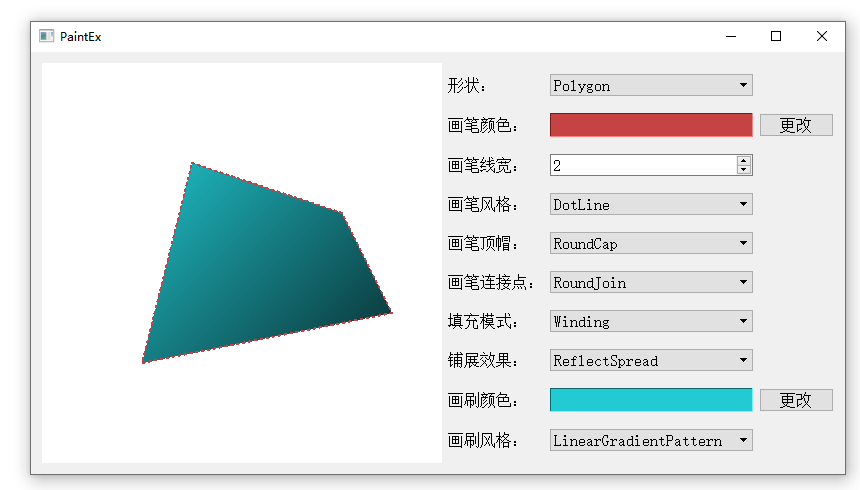 PaintEx
形状： Polygon
画笔颜色： 更改
画笔线宽： 2
画笔风格： DotLine
画笔顶帽： RoundCap
画笔连接点： RoundJoin
填充模式： Winding
铺展效果： ReflectSpread
画刷颜色： 更改
画刷风格： LinearGradientPattern